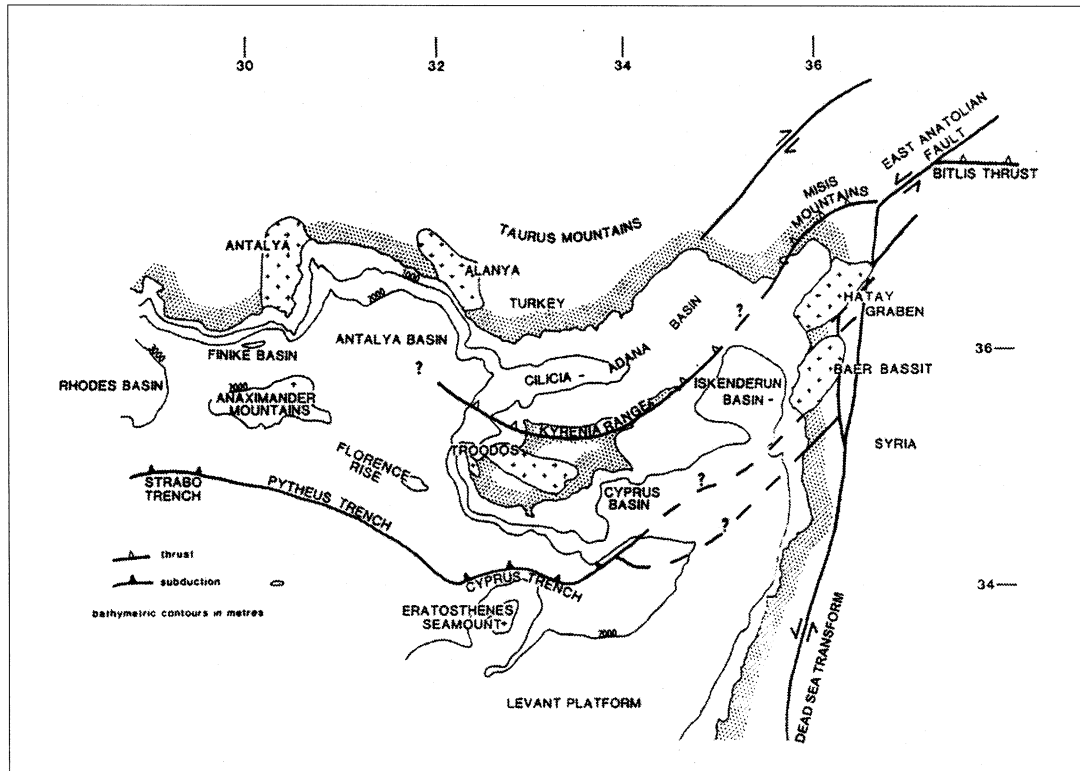 30
32
34
36
EAST ANATOLIAN
FAULT
BITLIS THRUST
MISIS
MOUNTAINS
TAURUS MOUNTAINS
ANTALYA
ALANYA
2000
2000
TURKEY
HATAY
GRABEN
BASIN
?
ANTALYA BASIN
?
FINIKE BASIN
3000
36
ADANA
CILICIA -
BAER BASSIT
RHODES BASIN
2000
ANAXIMANDER
MOUNTAINS
ISKENDERUN
BASIN -
KYRENIA RANGE
TROODOS
SYRIA
FLORENCE
RISE
STRABO
TRENCH
PYTHEUS TRENCH
?
CYPRUS
BASIN
?
thrust
subduction
bathymetric contours in metres
CYPRUS TRENCH
34
ERATOSTHENES
SEAMOUNT
2000
LEVANT PLATFORM
DEAD SEA TRANSFORM